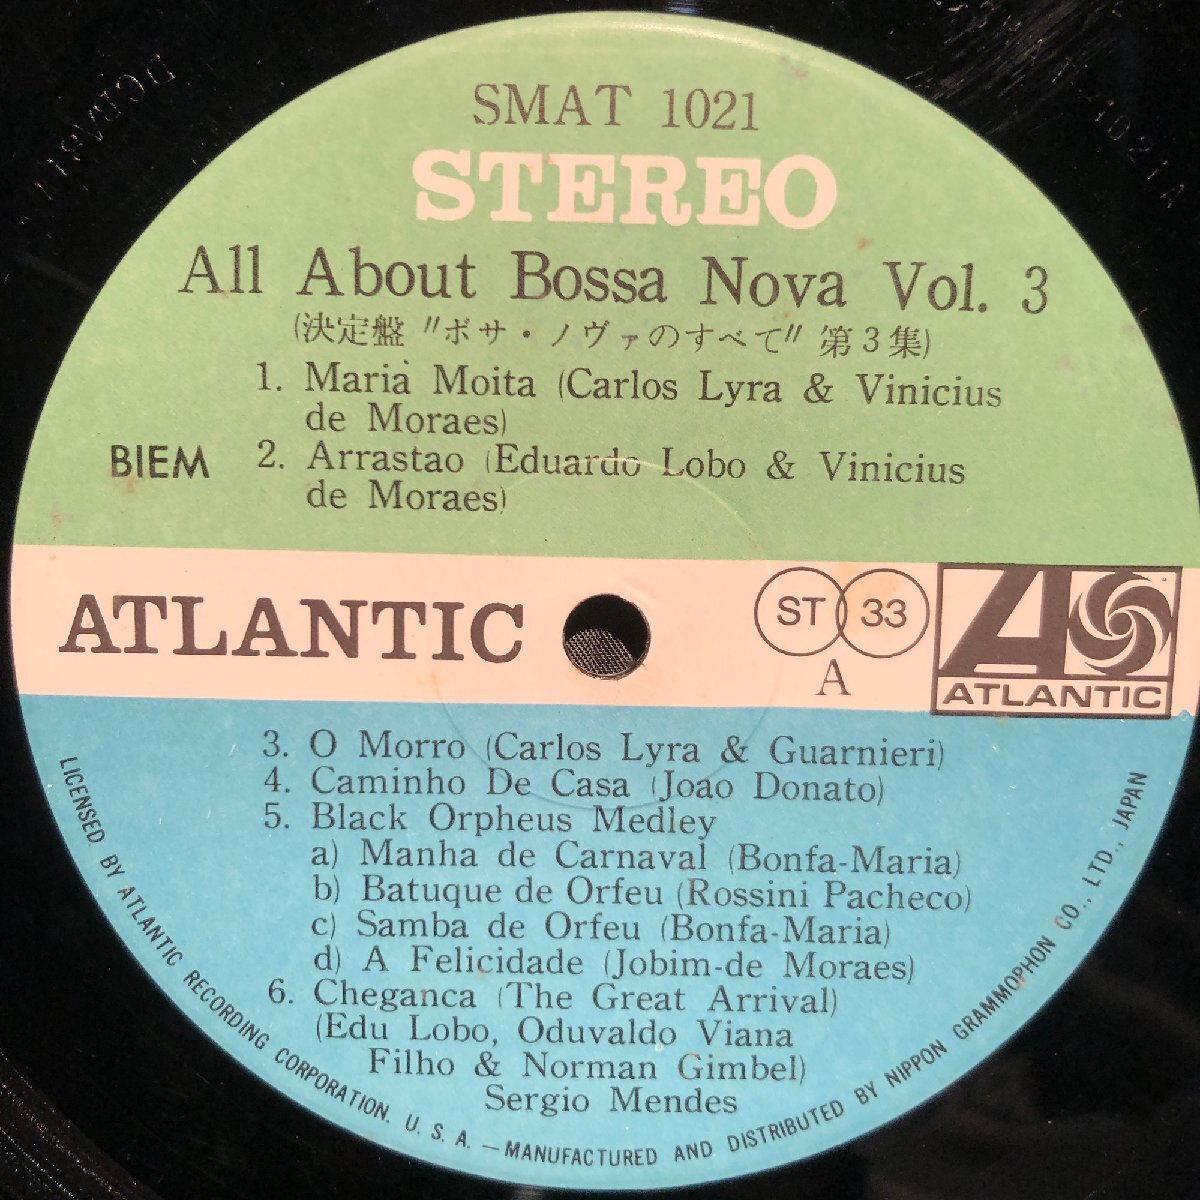 SMAT 1021
STEREO
All About Bossa Nova Vol. 3
(決定盤 "ボサ・ノヴァのすべて" 第3集)
1. Maria Moita (Carlos Lyra & Vinicius
de Moraes)
BIEM
2. Arrastao (Eduardo Lobo & Vinicius
de Moraes)
ATLANTIC
ST 33
A
ATLANTIC
3. O Morro (Carlos Lyra & Guarnieri)
4. Caminho De Casa (Joao Donato)
5. Black Orpheus Medley
a) Manha de Carnaval (Bonfa-Maria)
b) Batuque de Orfeu (Rossini Pacheco)
c) Samba de Orfeu (Bonfa-Maria)
d) A Felicidade (Jobim-de Moraes)
6. Cheganca (The Great Arrival)
(Edu Lobo, Oduvaldo Viana
Filho & Norman Gimbel)
Sergio Mendes
LICENSED BY ATLANTIC RECORDING CORPORATION. U. S. A. — MANUFACTURED AND DISTRIBUTED BY NIPPON GRAMMOPHON CO., LTD., JAPAN